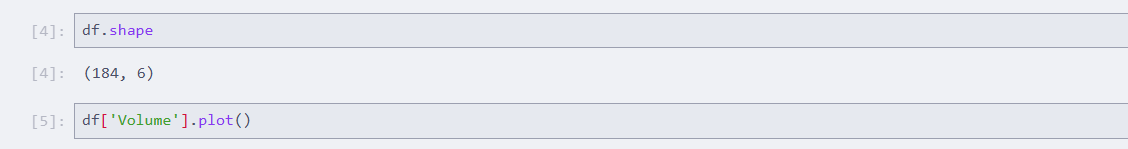 [4]: df.shape
[4]: (184, 6)
[5]: df['Volume'].plot()